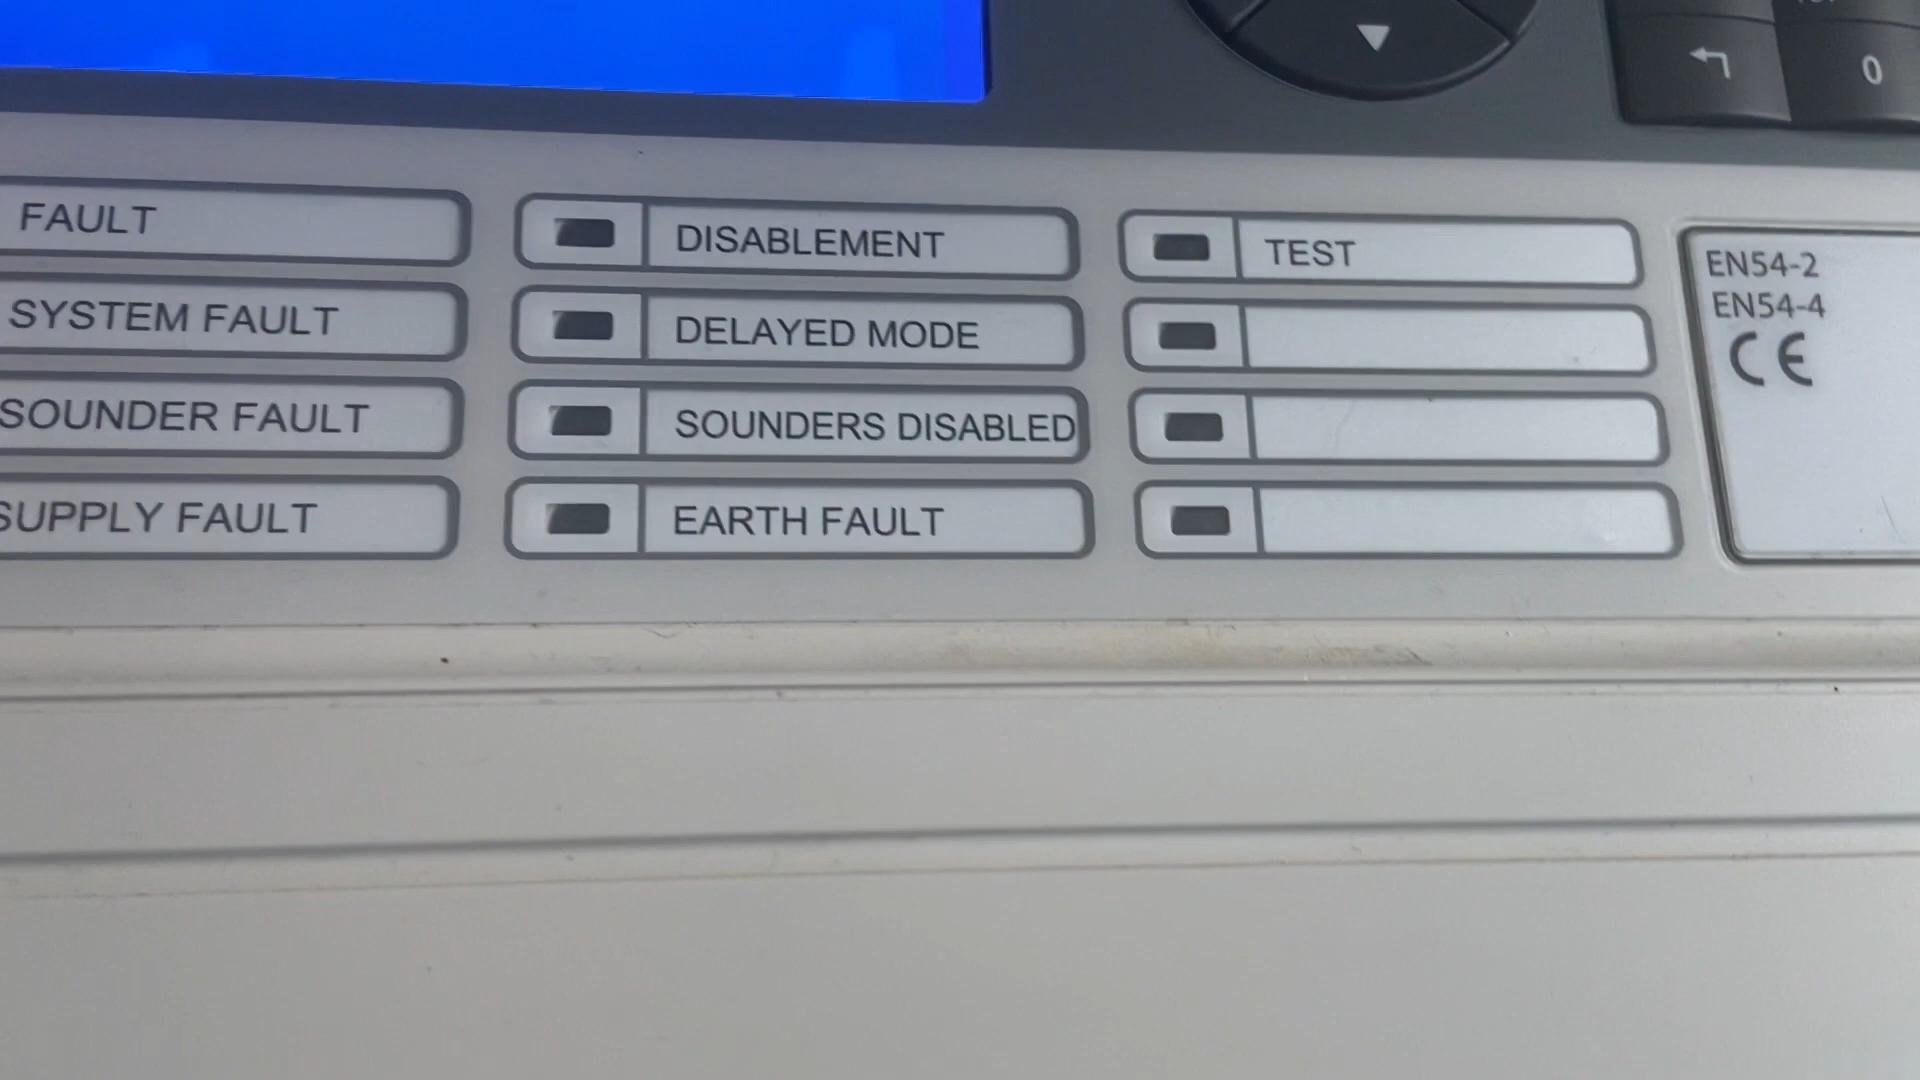 0
FAULT
DISABLEMENT
TEST
SYSTEM FAULT
DELAYED MODE
SOUNDER FAULT
SOUNDERS DISABLED
SUPPLY FAULT
EARTH FAULT
EN54-2
EN54-4
CE